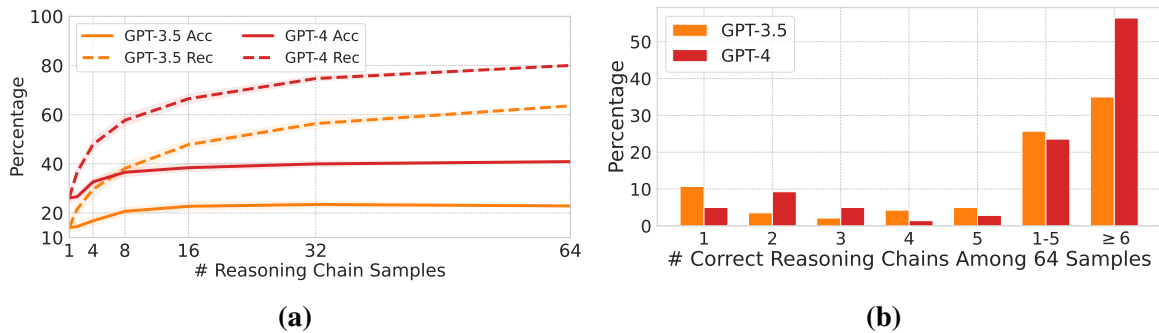 100
80
60
40
20
10
Percentage
GPT-3.5 Acc
GPT-3.5 Rec
GPT-4 Acc
GPT-4 Rec
1 4 8 16 32 64
# Reasoning Chain Samples
(a)
50
40
30
20
10
0
Percentage
GPT-3.5
GPT-4
1 2 3 4 5 1-5 ≥ 6
# Correct Reasoning Chains Among 64 Samples
(b)